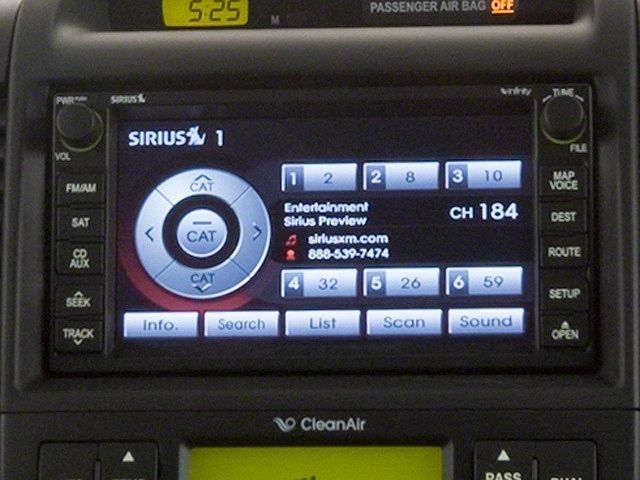 5:25
M
PASSENGER AIR BAG OFF
PWR PUSH
SIRIUS
infinity
TUNE
VOL
FILE
SIRIUS 1
FM/AM
SAT
CD
AUX
SEEK
TRACK
CAT
CAT
CAT
1 2
2 8
3 10
Entertainment
Sirius Preview
CH 184
siriusxm.com
888-539-7474
4 32
5 26
6 59
Info.
Search
List
Scan
Sound
MAP
VOICE
DEST
ROUTE
SETUP
OPEN
CleanAir
PASS